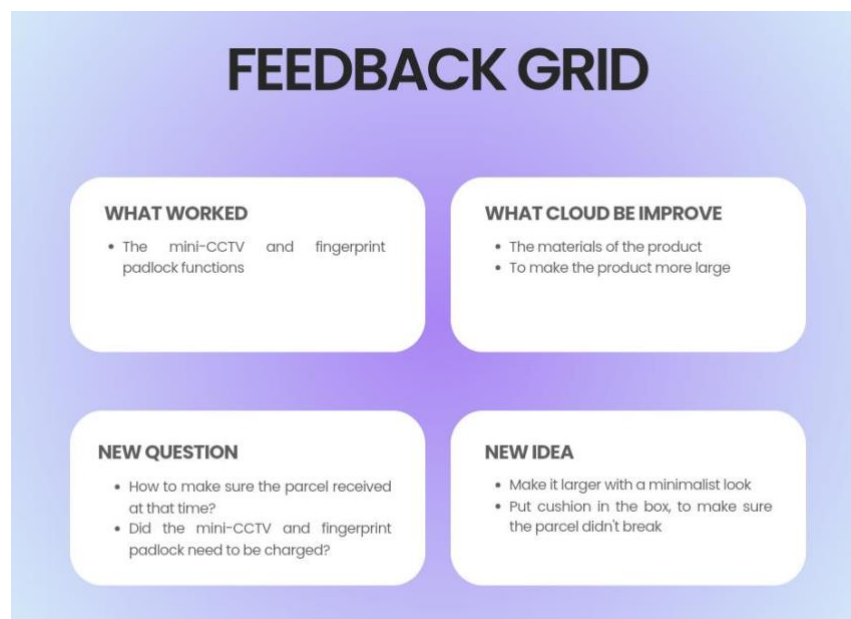 FEEDBACK GRID
WHAT WORKED
• The mini-CCTV and fingerprint
padlock functions
WHAT CLOUD BE IMPROVE
• The materials of the product
• To make the product more large
NEW QUESTION
• How to make sure the parcel received
at that time?
• Did the mini-CCTV and fingerprint
padlock need to be charged?
NEW IDEA
• Make it larger with a minimalist look
• Put cushion in the box, to make sure
the parcel didn't break